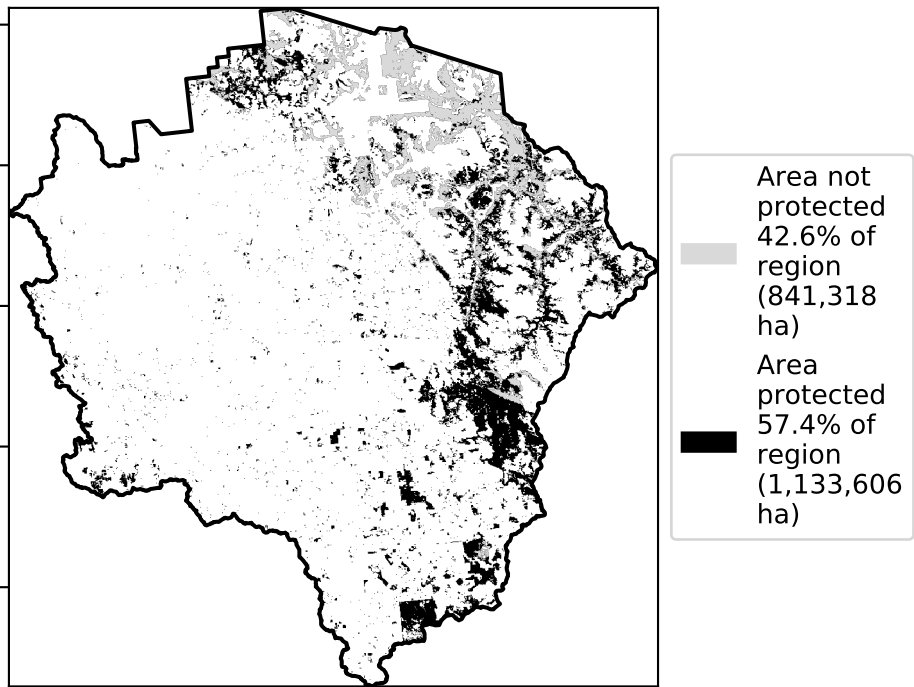 Area not
protected
42.6% of
region
(841,318
ha)
Area
protected
57.4% of
region
(1,133,606
ha)